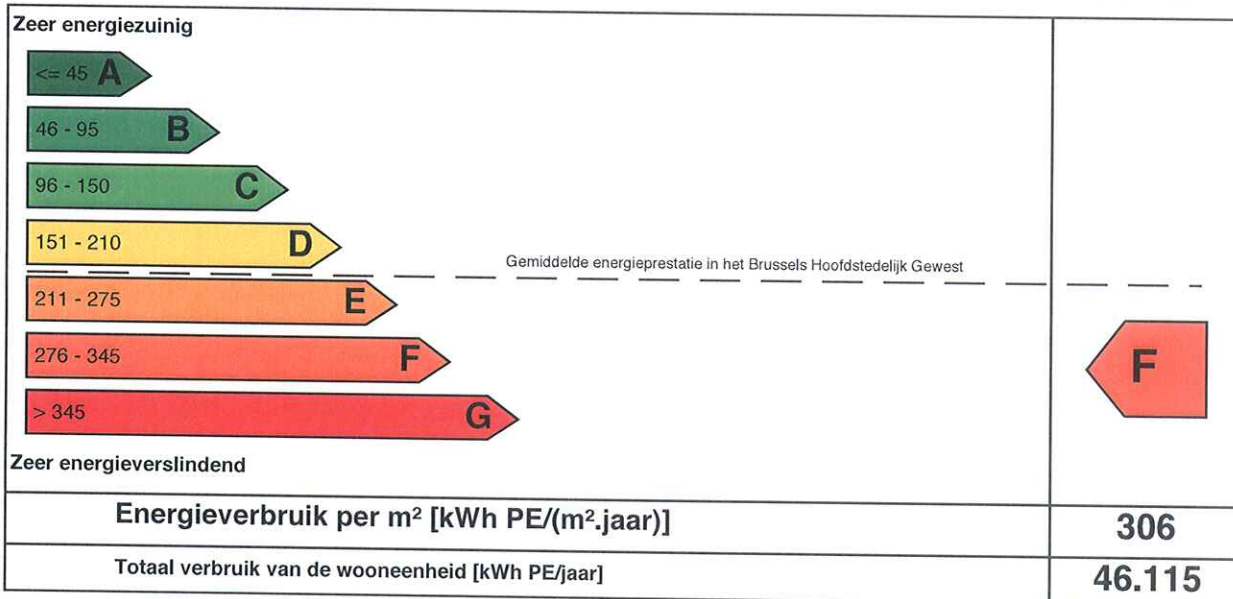 Zeer energiezuinig
<= 45 A
46 - 95 B
96 - 150 C
151 - 210 D
Gemiddelde energieprestatie in het Brussels Hoofdstedelijk Gewest
211 - 275 E
276 - 345 F
F
> 345 G
Zeer energieverslindend
Energieverbruik per m² [kWh PE/(m².jaar)] 306
Totaal verbruik van de wooneenheid [kWh PE/jaar] 46.115